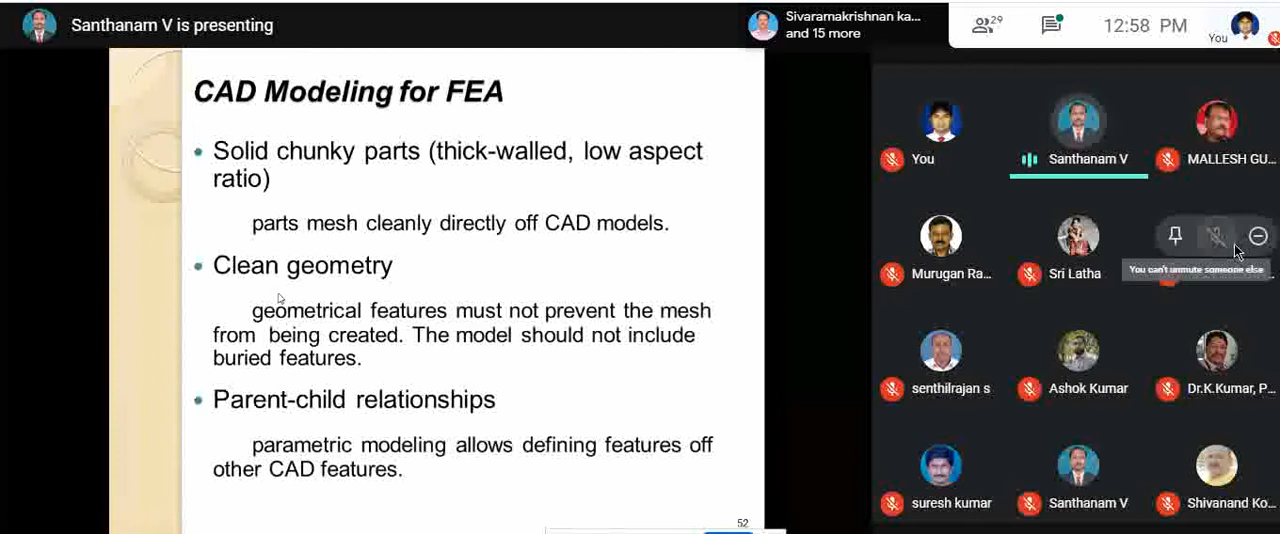 Santhanam V is presenting
Sivaramakrishnan ka...
and 15 more
29
12:58 PM
You
CAD Modeling for FEA
• Solid chunky parts (thick-walled, low aspect
ratio)
parts mesh cleanly directly off CAD models.
• Clean geometry
geometrical features must not prevent the mesh
from being created. The model should not include
buried features.
• Parent-child relationships
parametric modeling allows defining features off
other CAD features.
52
You
Santhanam V
MALLESH GU...
Murugan Ra...
Sri Latha
You can't unmute someone else
senthilrajan s
Ashok Kumar
Dr.K.Kumar, P...
suresh kumar
Santhanam V
Shivanand Ko...